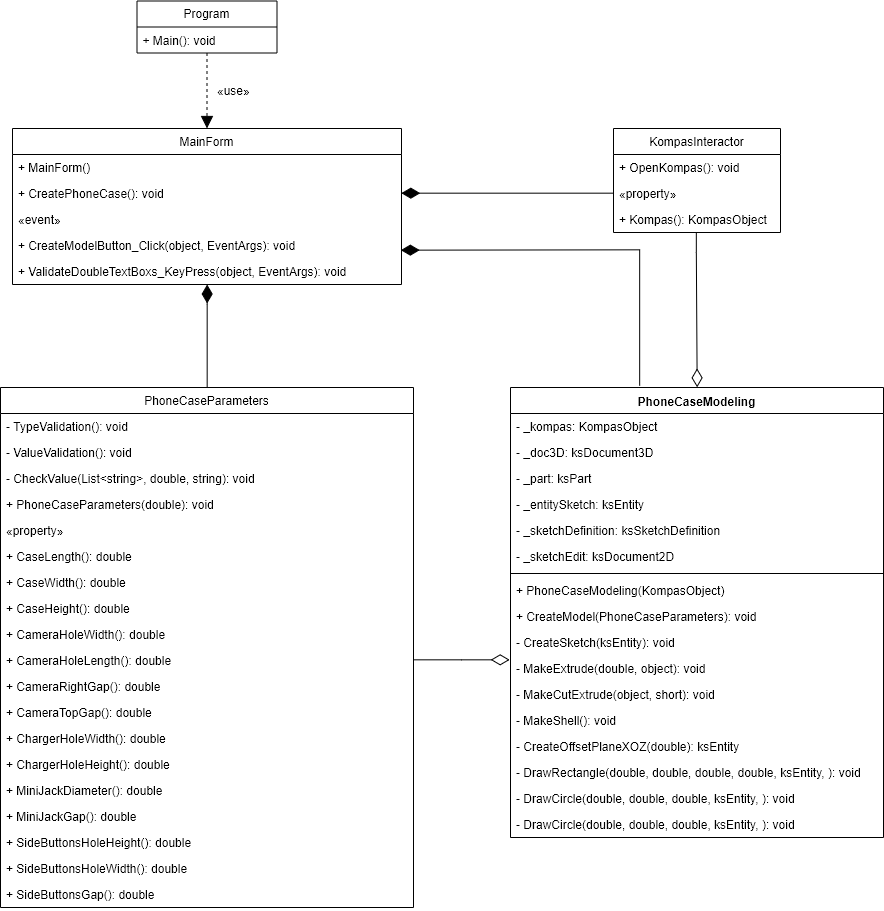 Program
+ Main(): void
«use»
MainForm
+ MainForm()
+ CreatePhoneCase(): void
«event»
+ CreateModelButton_Click(object, EventArgs): void
+ ValidateDoubleTextBoxs_KeyPress(object, EventArgs): void
KompasInteractor
+ OpenKompas(): void
«property»
+ Kompas(): KompasObject
PhoneCaseParameters
- TypeValidation(): void
- ValueValidation(): void
- CheckValue(List<string>, double, string): void
+ PhoneCaseParameters(double): void
«property»
+ CaseLength(): double
+ CaseWidth(): double
+ CaseHeight(): double
+ CameraHoleWidth(): double
+ CameraHoleLength(): double
+ CameraRightGap(): double
+ CameraTopGap(): double
+ ChargerHoleWidth(): double
+ ChargerHoleHeight(): double
+ MiniJackDiameter(): double
+ MiniJackGap(): double
+ SideButtonsHoleHeight(): double
+ SideButtonsHoleWidth(): double
+ SideButtonsGap(): double
PhoneCaseModeling
- _kompas: KompasObject
- _doc3D: ksDocument3D
- _part: ksPart
- _entitySketch: ksEntity
- _sketchDefinition: ksSketchDefinition
- _sketchEdit: ksDocument2D
+ PhoneCaseModeling(KompasObject)
+ CreateModel(PhoneCaseParameters): void
- CreateSketch(ksEntity): void
- MakeExtrude(double, object): void
- MakeCutExtrude(object, short): void
- MakeShell(): void
- CreateOffsetPlaneXOZ(double): ksEntity
- DrawRectangle(double, double, double, double, ksEntity, ): void
- DrawCircle(double, double, double, ksEntity, ): void
- DrawCircle(double, double, double, ksEntity, ): void